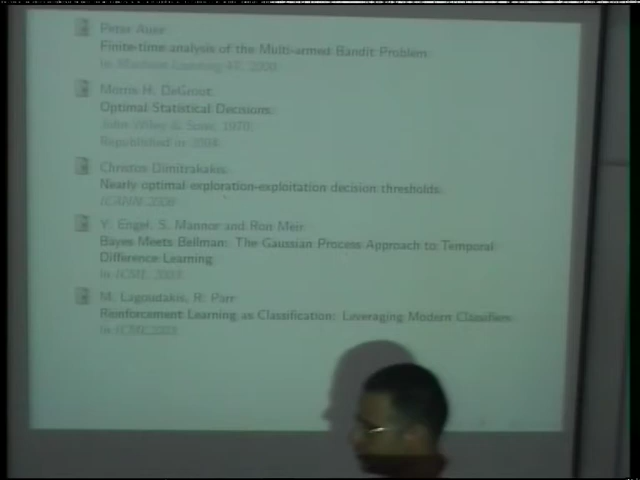 Peter Auer.
Finite-time analysis of the Multi-armed Bandit Problem.
In Machine Learning 47, 2000
Morris H. DeGroot.
Optimal Statistical Decisions.
John Wiley & Sons, 1970.
Republished in 2004
Christos Dimitrakakis.
Nearly optimal exploration-exploitation decision thresholds.
ICANN 2006
Y. Engel, S. Mannor and Ron Meir
Bayes Meets Bellman: The Gaussian Process Approach to Temporal
Difference Learning
In ICML
M. Lagoudakis, R. Parr
Reinforcement Learning as Classification: Leveraging Modern Classifiers
In ICML 2003